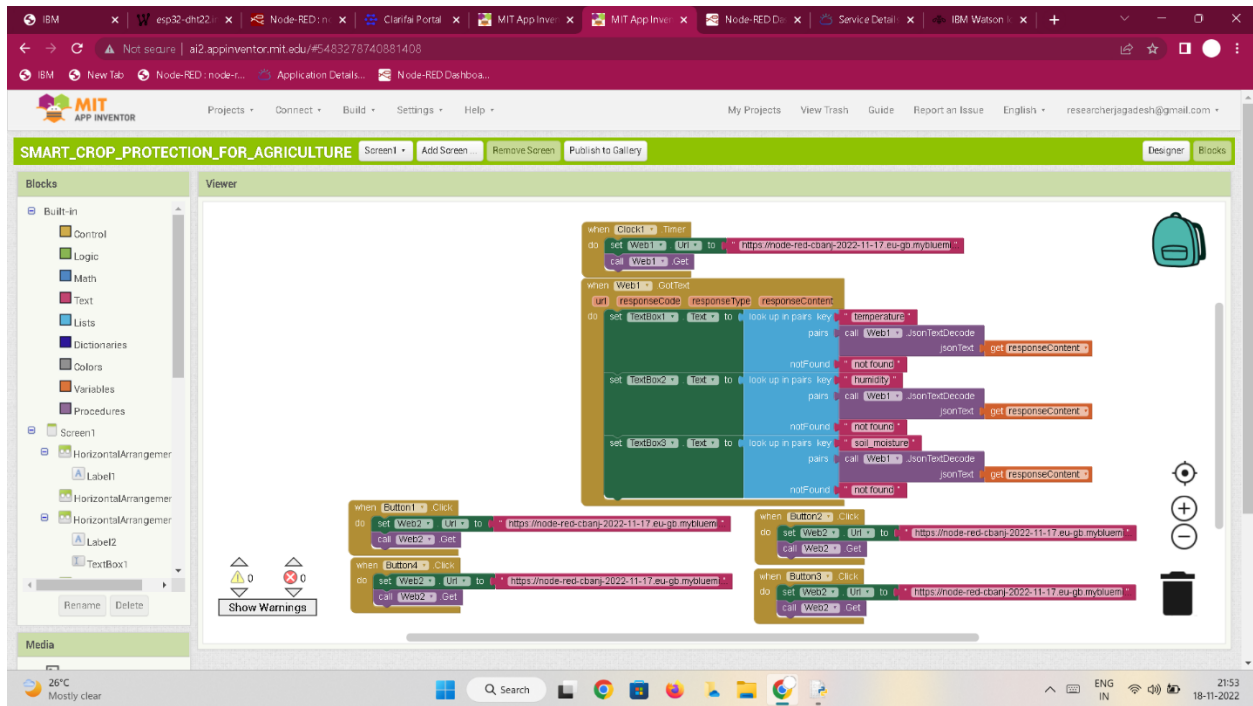 IBM
esp32-dht22.ir
Node-RED : n
Clarifai Portal
MIT App Inver
MIT App Inver
Node-RED Da
Service Detail
IBM Watson
Not secure | ai2.appinventor.mit.edu/#5483278740881408
IBM New Tab Node-RED : node-r... Application Details... Node-RED Dashboa...
MIT
APP INVENTOR
Projects Connect Build Settings Help My Projects View Trash Guide Report an Issue English researcherjagadesh@gmail.com
SMART_CROP_PROTECTION_FOR_AGRICULTURE Screen1 Add Screen ... Remove Screen Publish to Gallery Designer Blocks
Blocks
Viewer
Built-in
Control
Logic
Math
Text
Lists
Dictionaries
Colors
Variables
Procedures
Screen1
HorizontalArrangemer
Label1
HorizontalArrangemer
HorizontalArrangemer
Label2
TextBox1
Rename Delete
Media
when Clock1 .Timer
do set Web1 . Url to " https://node-red-cbanj-2022-11-17.eu-gb.mybluem "
call Web1 .Get
when Web1 .GotText
url responseCode responseType responseContent
do set TextBox1 . Text to look up in pairs key " temperature "
pairs call Web1 .JsonTextDecode
jsonText get responseContent
notFound " not found "
set TextBox2 . Text to look up in pairs key " humidity "
pairs call Web1 .JsonTextDecode
jsonText get responseContent
notFound " not found "
set TextBox3 . Text to look up in pairs key " soil_moisture "
pairs call Web1 .JsonTextDecode
jsonText get responseContent
notFound " not found "
when Button1 .Click
do set Web2 . Url to " https://node-red-cbanj-2022-11-17.eu-gb.mybluem "
call Web2 .Get
when Button2 .Click
do set Web2 . Url to " https://node-red-cbanj-2022-11-17.eu-gb.mybluem "
call Web2 .Get
when Button4 .Click
do set Web2 . Url to " https://node-red-cbanj-2022-11-17.eu-gb.mybluem "
call Web2 .Get
when Button3 .Click
do set Web2 . Url to " https://node-red-cbanj-2022-11-17.eu-gb.mybluem "
call Web2 .Get
0 0
Show Warnings
26°C
Mostly clear
Search
ENG
IN
21:53
18-11-2022